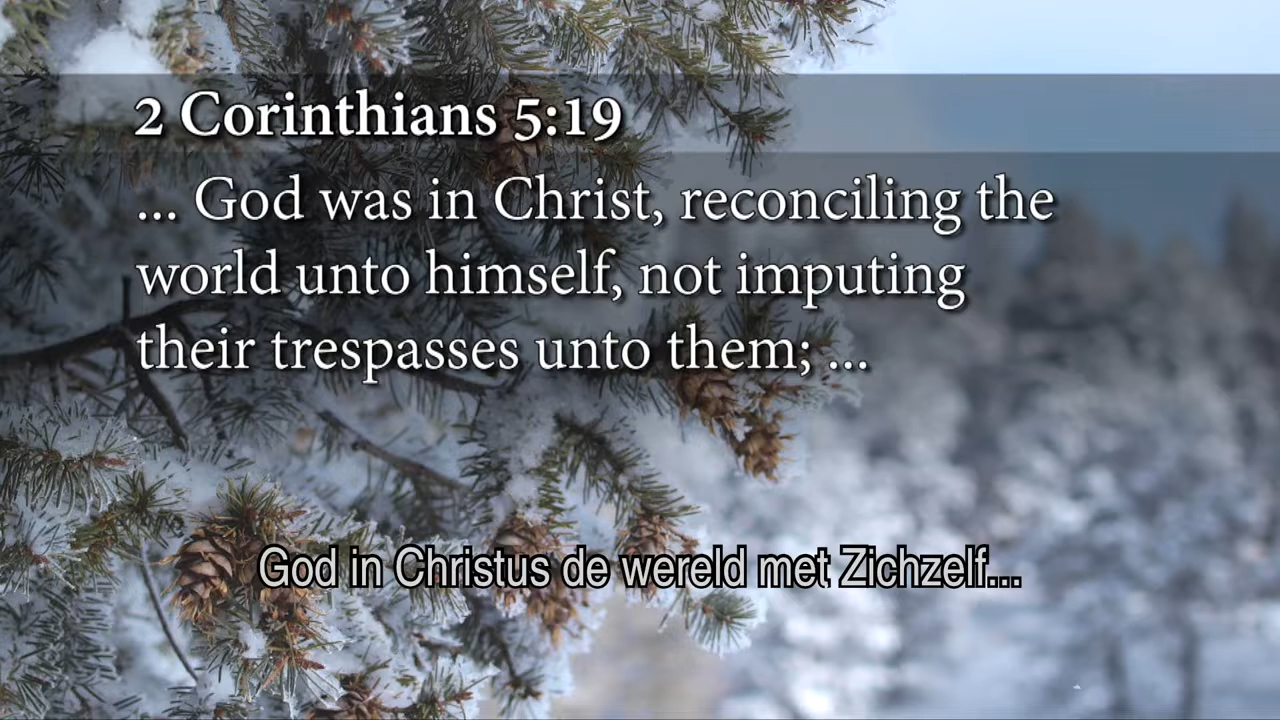 2 Corinthians 5:19
... God was in Christ, reconciling the
world unto himself, not imputing
their trespasses unto them; ...
God in Christus de wereld met Zichzelf...